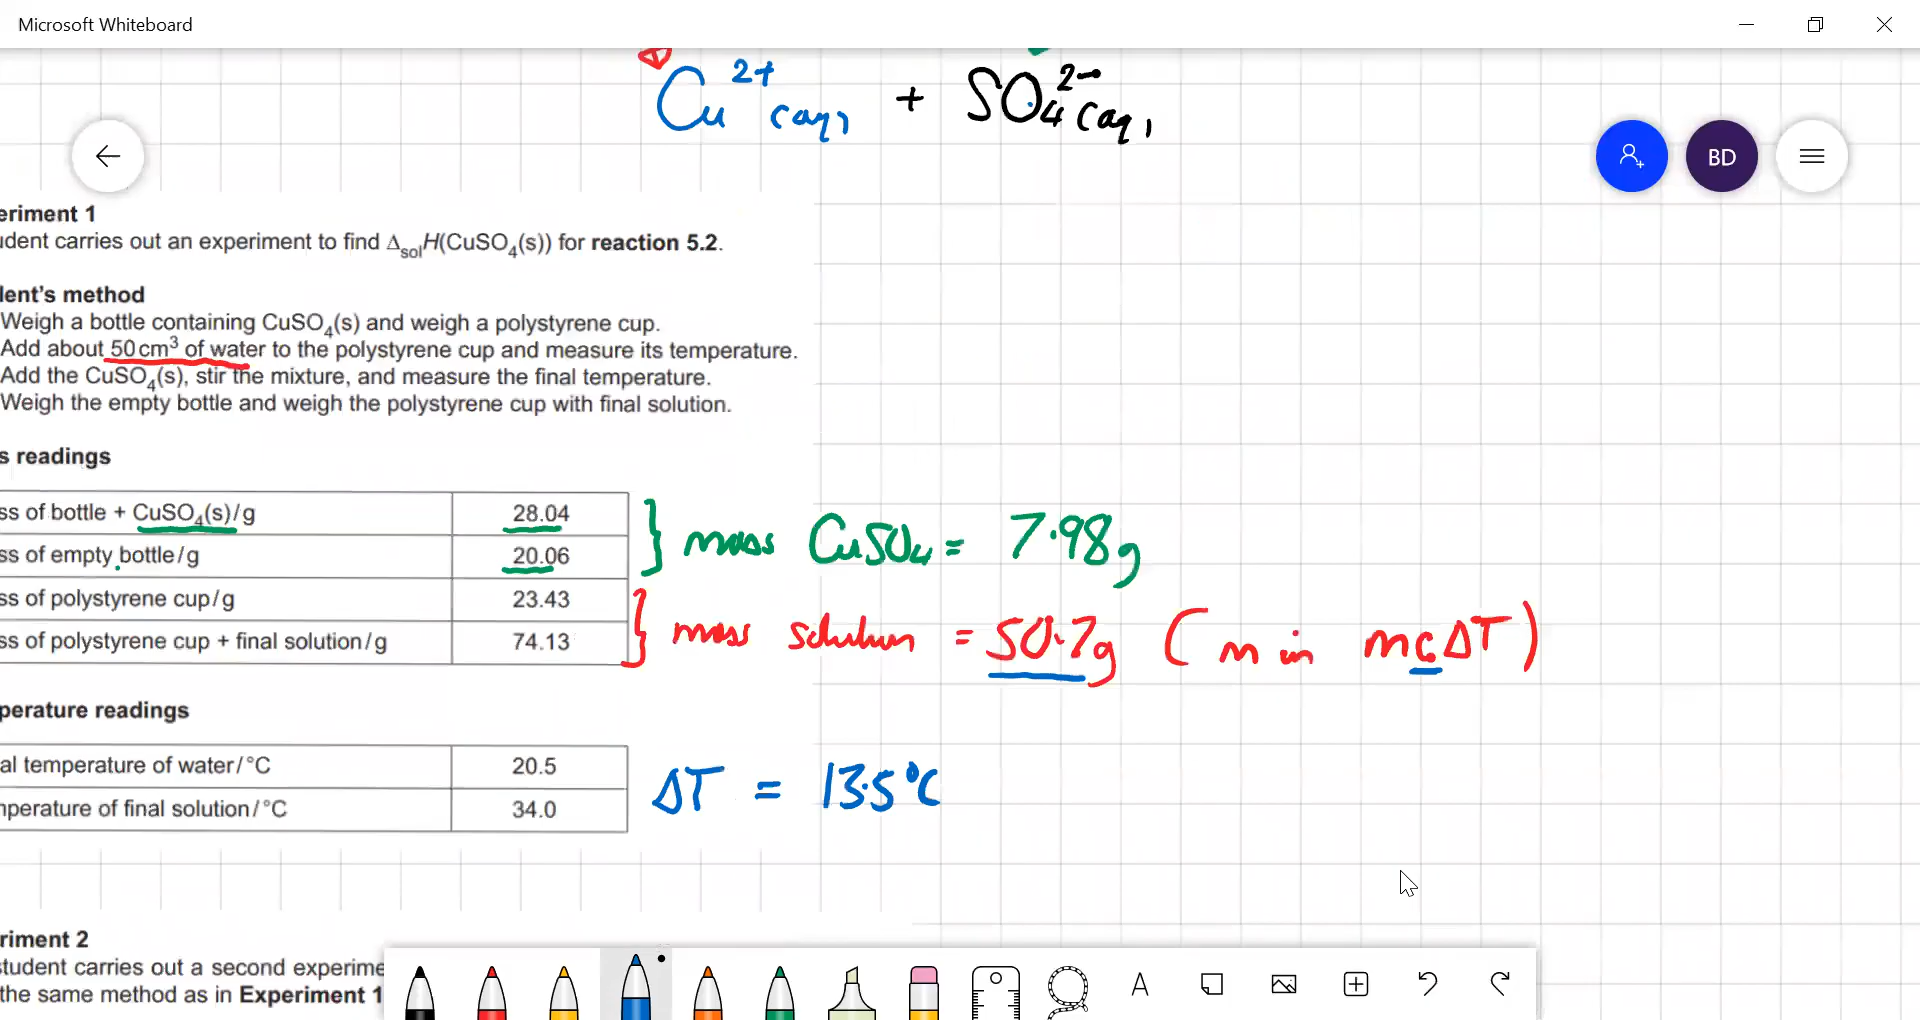 Microsoft Whiteboard
Cu2+(aq) + SO42-(aq)
BD
eriment 1
udent carries out an experiment to find ΔsolH(CuSO4(s)) for reaction 5.2.
lent's method
Weigh a bottle containing CuSO4(s) and weigh a polystyrene cup.
Add about 50 cm3 of water to the polystyrene cup and measure its temperature.
Add the CuSO4(s), stir the mixture, and measure the final temperature.
Weigh the empty bottle and weigh the polystyrene cup with final solution.
s readings
ss of bottle + CuSO4(s)/g 28.04
ss of empty bottle/g 20.06
mass CuSO4 = 7.98g
ss of polystyrene cup/g 23.43
ss of polystyrene cup + final solution/g 74.13
mass solution = 50.7g (m in mcΔT)
perature readings
al temperature of water/°C 20.5
nperature of final solution/°C 34.0
ΔT = 13.5°C
riment 2
student carries out a second experime
the same method as in Experiment 1
A